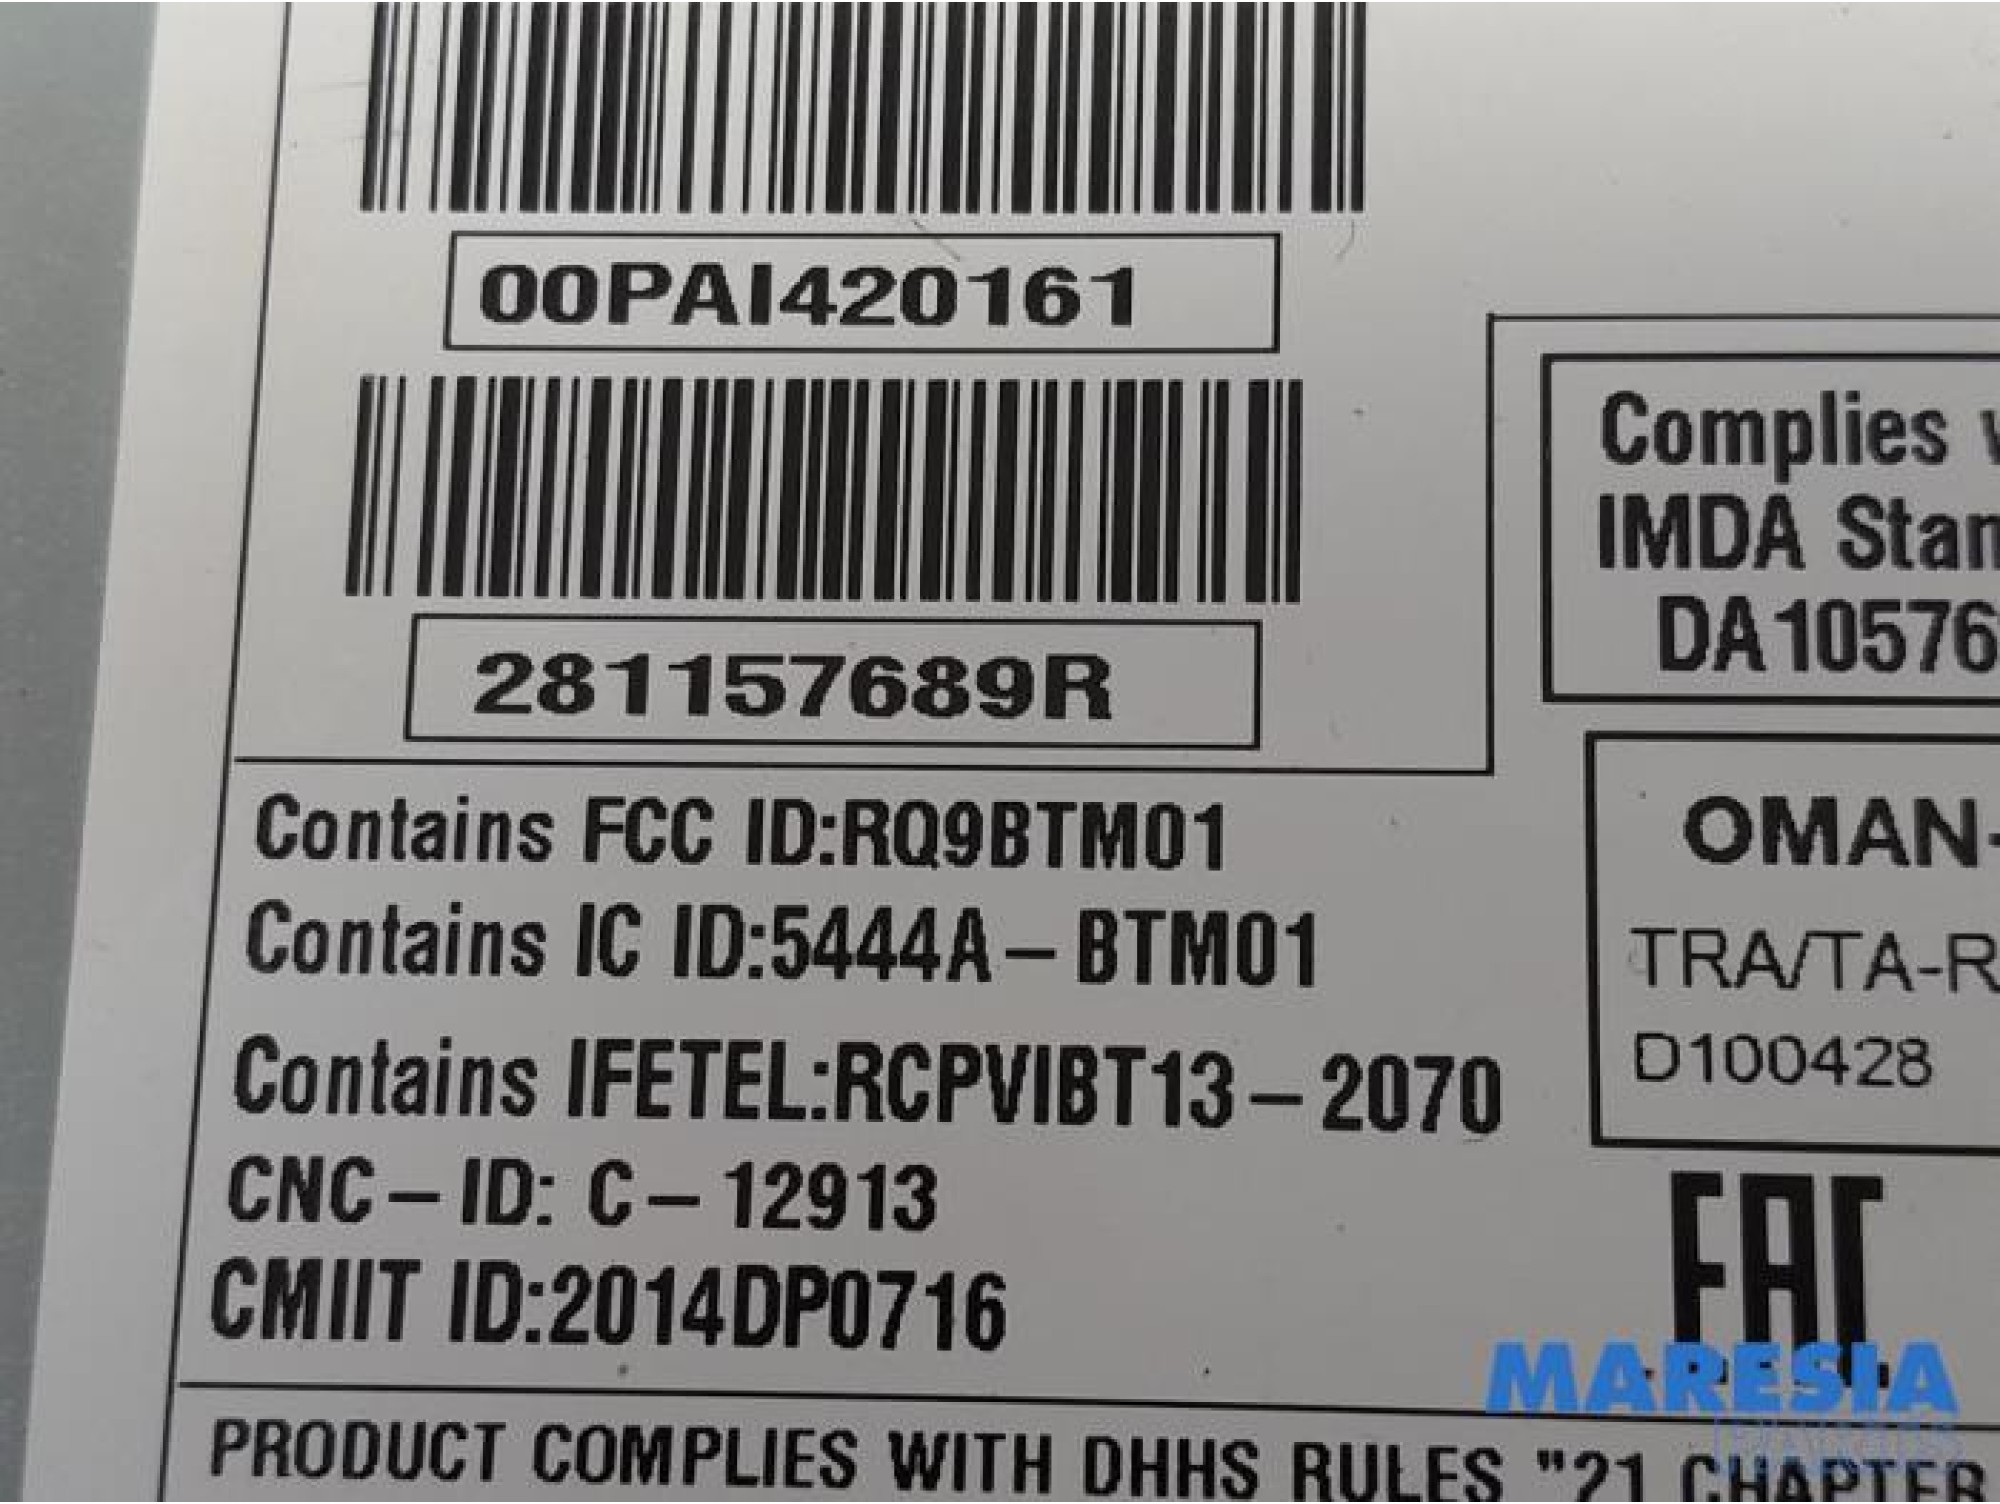 00PAI420161
281157689R
Complies
IMDA
DA10576
Contains FCC ID:RQ9BTM01
Contains IC ID:5444A-BTM01
Contains IFETEL:RCPVIBT13-2070
CNC-ID: C-12913
CMIIT ID:2014DP0716
OMAN-
TRA/TA-R
D100428
EAC
MARESIA
PARTS
PRODUCT COMPLIES WITH DHHS RULES "21 CHAPTER